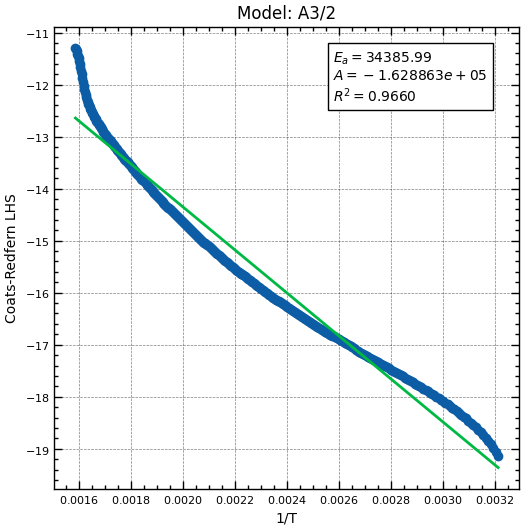 Model: A3/2
E_a = 34385.99
A = − 1.628863e + 05
R^2 = 0.9660
Coats-Redfern LHS
−11
−12
−13
−14
−15
−16
−17
−18
−19
0.0016 0.0018 0.0020 0.0022 0.0024 0.0026 0.0028 0.0030 0.0032
1/T